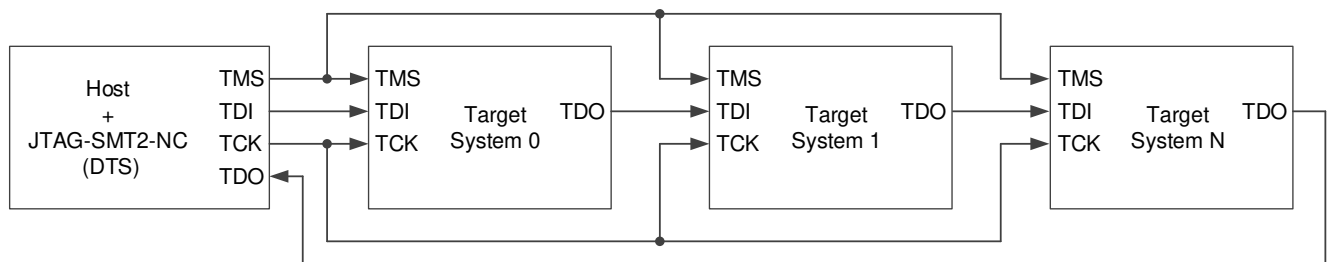 Host
+
JTAG-SMT2-NC
(DTS)
TMS
TDI
TCK
TDO
TMS
TDI
TCK
Target
System 0
TDO
TMS
TDI
TCK
Target
System 1
TDO
TMS
TDI
TCK
Target
System N
TDO